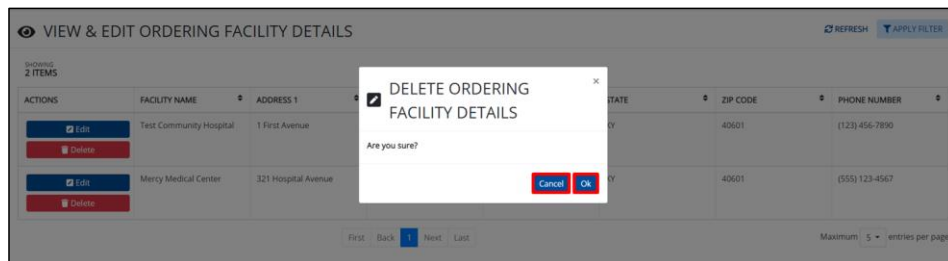 VIEW & EDIT ORDERING FACILITY DETAILS
REFRESH APPLY FILTER
SHOWING
2 ITEMS
ACTIONS FACILITY NAME ADDRESS 1 STATE ZIP CODE PHONE NUMBER
DELETE ORDERING
FACILITY DETAILS
×
Are you sure?
Cancel Ok
Edit Test Community Hospital 1 First Avenue KY 40601 (123) 456-7890
Delete
Edit Mercy Medical Center 321 Hospital Avenue KY 40601 (555) 123-4567
Delete
First Back 1 Next Last Maximum 5 entries per page